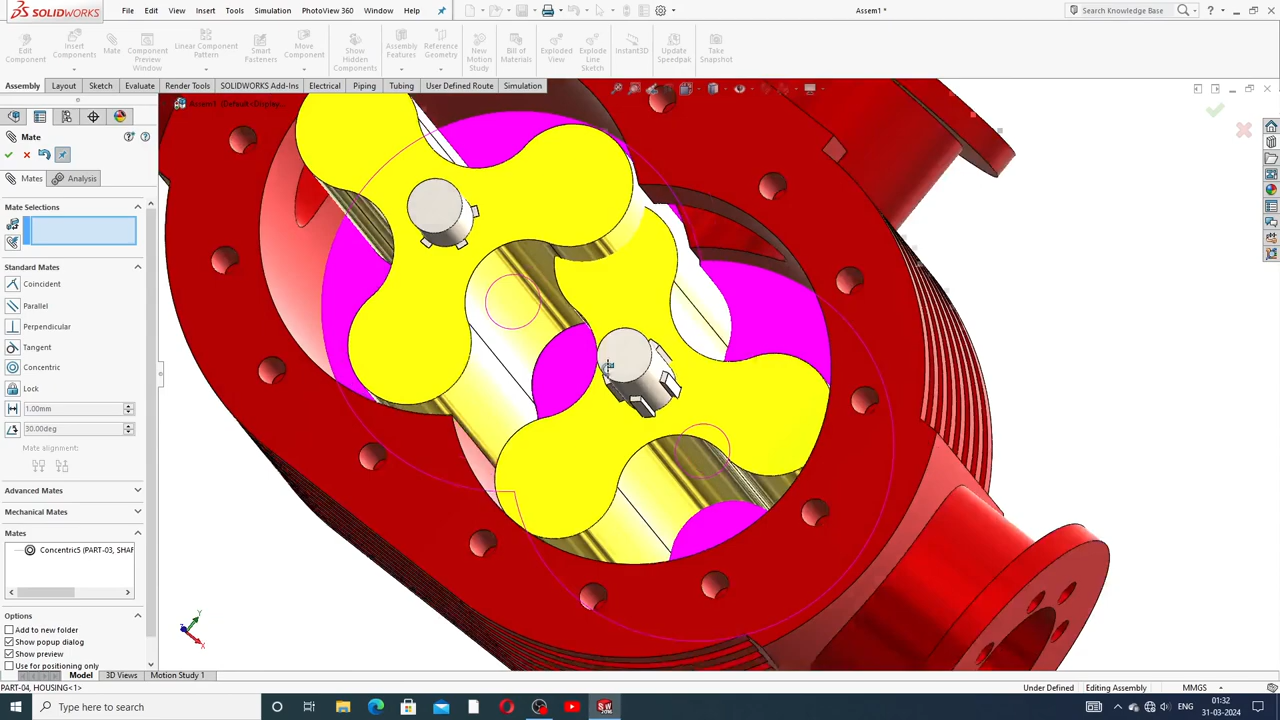 SOLIDWORKS
File Edit View Insert Tools Simulation PhotoView 360 Window Help
Assem1 *
Search Knowledge Base
Edit Component
Insert Components
Mate
Component Preview Window
Linear Component Pattern
Smart Fasteners
Move Component
Show Hidden Components
Assembly Features
Reference Geometry
New Motion Study
Bill of Materials
Exploded View
Explode Line Sketch
Instant3D
Update Speedpak
Take Snapshot
Assembly Layout Sketch Evaluate Render Tools SOLIDWORKS Add-Ins Electrical Piping Tubing User Defined Route Simulation
Assem1 (Default<Display...
Mate
Mates Analysis
Mate Selections
Standard Mates
Coincident
Parallel
Perpendicular
Tangent
Concentric
Lock
1.00mm
30.00deg
Mate alignment:
Advanced Mates
Mechanical Mates
Mates
Concentric5 (PART-03, SHAF
Options
Add to new folder
Show popup dialog
Show preview
Use for positioning only
Y
X
Model 3D Views Motion Study 1
PART-04, HOUSING<1>
Under Defined Editing Assembly MMGS
Type here to search
ENG
01:32
31-03-2024